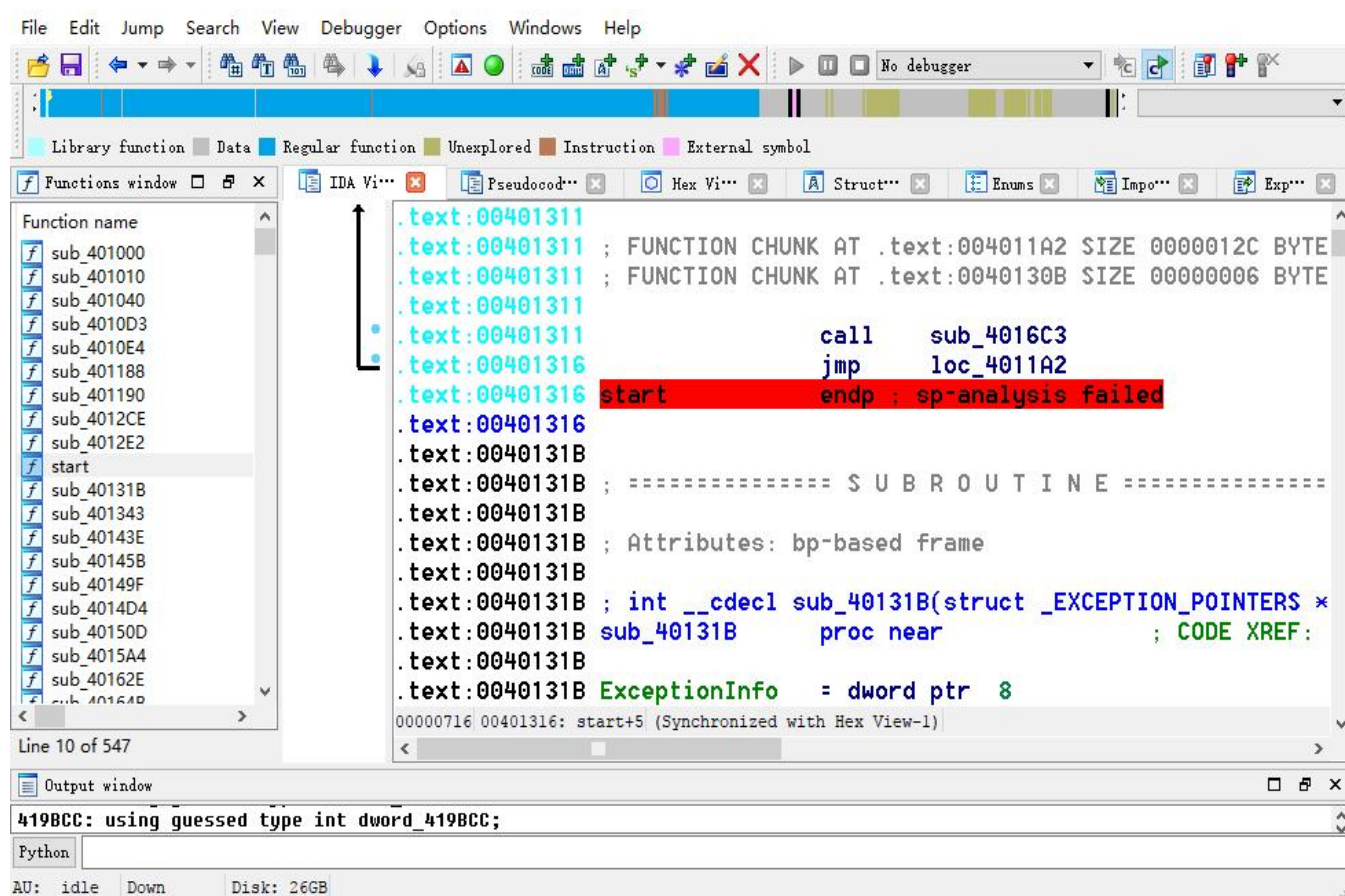 File Edit Jump Search View Debugger Options Windows Help
No debugger
Library function Data Regular function Unexplored Instruction External symbol
Functions window
IDA Vi··· Pseudocod··· Hex Vi··· Struct··· Enums Impo··· Exp···
Function name
sub_401000
sub_401010
sub_401040
sub_4010D3
sub_4010E4
sub_401188
sub_401190
sub_4012CE
sub_4012E2
start
sub_40131B
sub_401343
sub_40143E
sub_40145B
sub_40149F
sub_4014D4
sub_40150D
sub_4015A4
sub_40162E
Line 10 of 547
.text:00401311
.text:00401311 ; FUNCTION CHUNK AT .text:004011A2 SIZE 0000012C BYTE
.text:00401311 ; FUNCTION CHUNK AT .text:0040130B SIZE 00000006 BYTE
.text:00401311
.text:00401311 call sub_4016C3
.text:00401316 jmp loc_4011A2
.text:00401316 start endp ; sp-analysis failed
.text:00401316
.text:0040131B
.text:0040131B ; =============== S U B R O U T I N E ================
.text:0040131B
.text:0040131B ; Attributes: bp-based frame
.text:0040131B
.text:0040131B ; int __cdecl sub_40131B(struct _EXCEPTION_POINTERS *
.text:0040131B sub_40131B proc near ; CODE XREF:
.text:0040131B
.text:0040131B ExceptionInfo = dword ptr 8
00000716 00401316: start+5 (Synchronized with Hex View-1)
Output window
419BCC: using guessed type int dword_419BCC;
Python
AU: idle Down Disk: 26GB